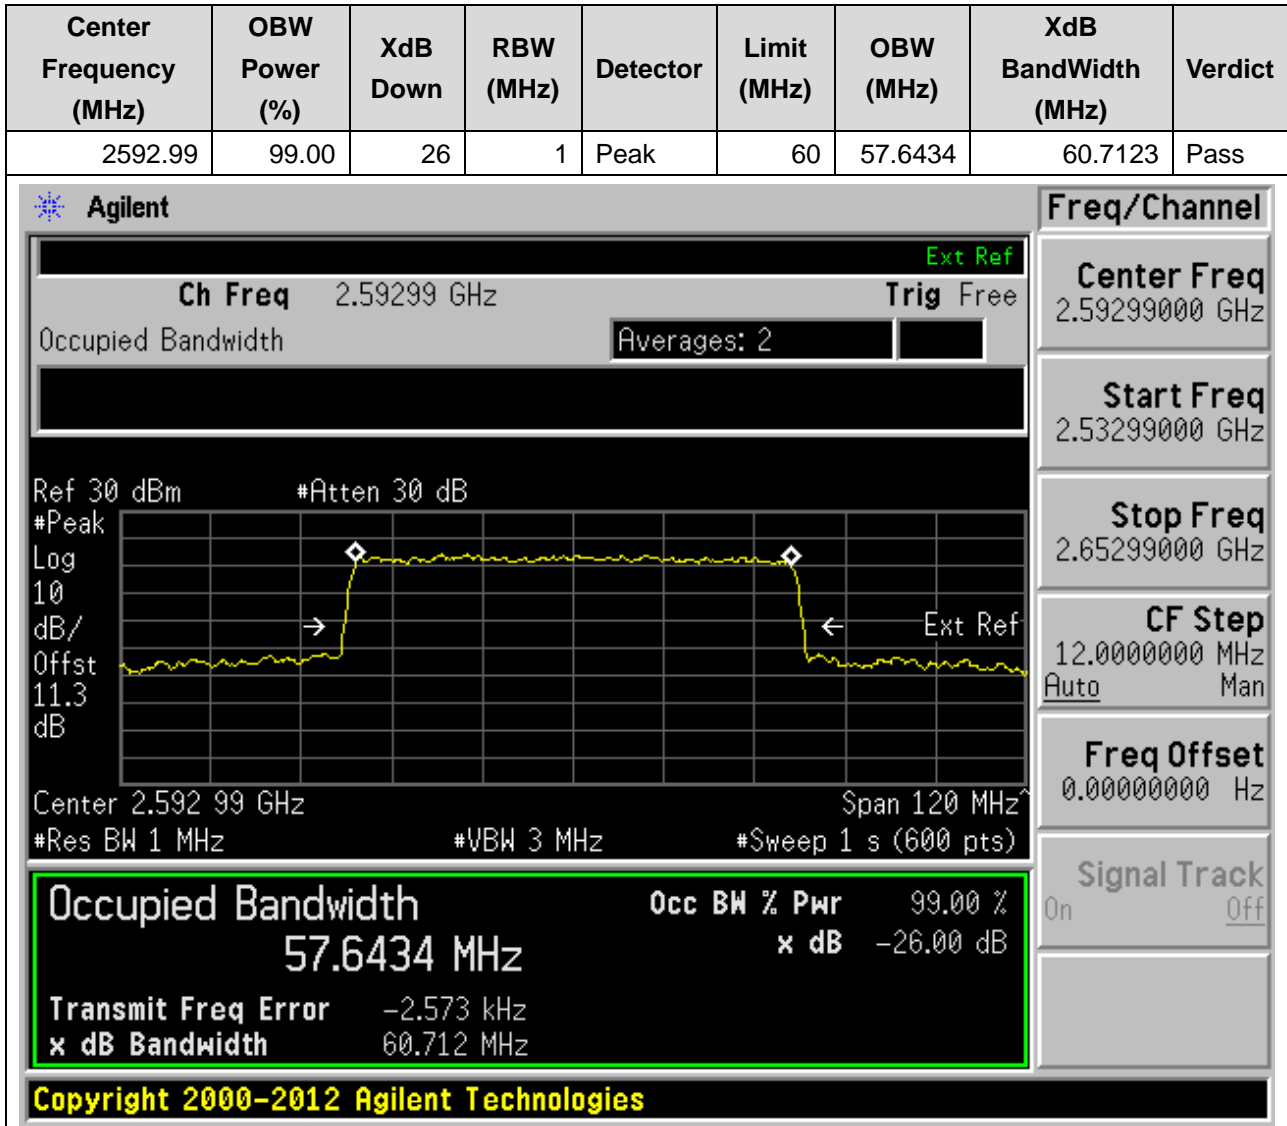 Center Frequency (MHz) OBW Power (%) XdB Down RBW (MHz) Detector Limit (MHz) OBW (MHz) XdB BandWidth (MHz) Verdict
2592.99 99.00 26 1 Peak 60 57.6434 60.7123 Pass
Agilent
Freq/Channel
Ext Ref
Ch Freq 2.59299 GHz Trig Free
Occupied Bandwidth Averages: 2
Center Freq
2.59299000 GHz
Start Freq
2.53299000 GHz
Stop Freq
2.65299000 GHz
CF Step
12.0000000 MHz
Auto Man
Freq Offset
0.00000000 Hz
Signal Track
On Off
Ref 30 dBm #Atten 30 dB
#Peak
Log
10
dB/
Offst
11.3
dB
Ext Ref
Center 2.592 99 GHz Span 120 MHz^
#Res BW 1 MHz #VBW 3 MHz #Sweep 1 s (600 pts)
Occupied Bandwidth
57.6434 MHz
Occ BW % Pwr 99.00 %
x dB -26.00 dB
Transmit Freq Error -2.573 kHz
x dB Bandwidth 60.712 MHz
Copyright 2000-2012 Agilent Technologies